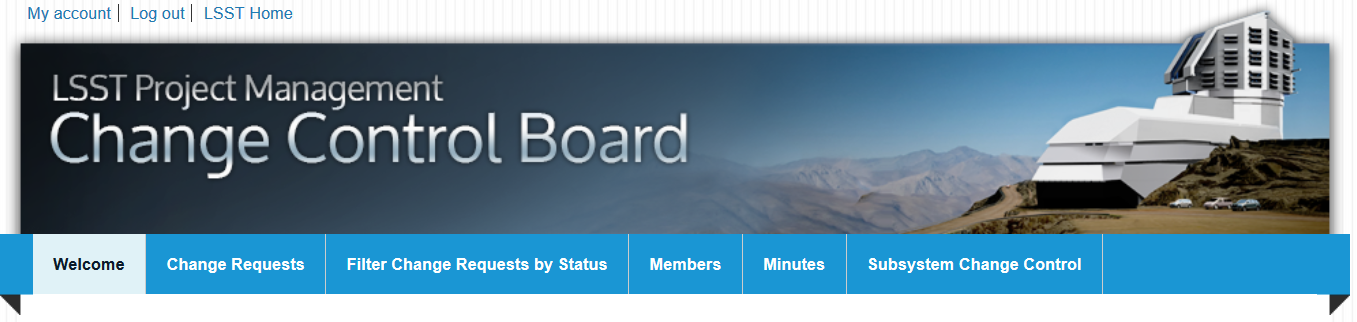 My account | Log out | LSST Home
LSST Project Management
Change Control Board
Welcome Change Requests Filter Change Requests by Status Members Minutes Subsystem Change Control